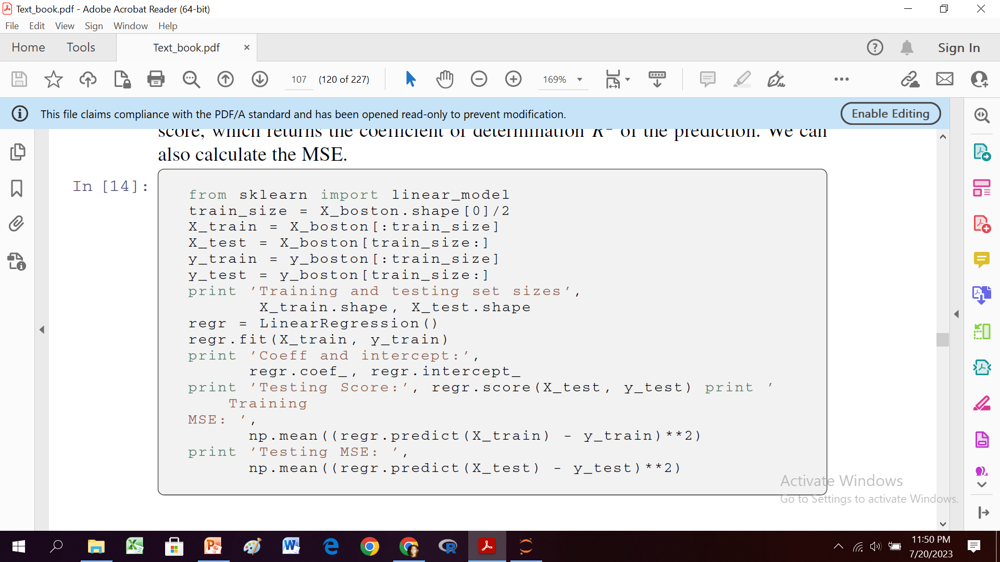 Text_book.pdf - Adobe Acrobat Reader (64-bit)
File Edit View Sign Window Help
Home Tools Text_book.pdf × Sign In
107 (120 of 227) 169%
This file claims compliance with the PDF/A standard and has been opened read-only to prevent modification. Enable Editing
score, which returns the coefficient of determination R² of the prediction. We can
also calculate the MSE.
In [14]:
from sklearn import linear_model
train_size = X_boston.shape[0]/2
X_train = X_boston[:train_size]
X_test = X_boston[train_size:]
y_train = y_boston[:train_size]
y_test = y_boston[train_size:]
print ’Training and testing set sizes’,
X_train.shape, X_test.shape
regr = LinearRegression()
regr.fit(X_train, y_train)
print ’Coeff and intercept:’,
regr.coef_, regr.intercept_
print ’Testing Score:’, regr.score(X_test, y_test) print ’
Training
MSE: ’,
np.mean((regr.predict(X_train) - y_train)**2)
print ’Testing MSE: ’,
np.mean((regr.predict(X_test) - y_test)**2)
Activate Windows
Go to Settings to activate Windows.
11:50 PM
7/20/2023